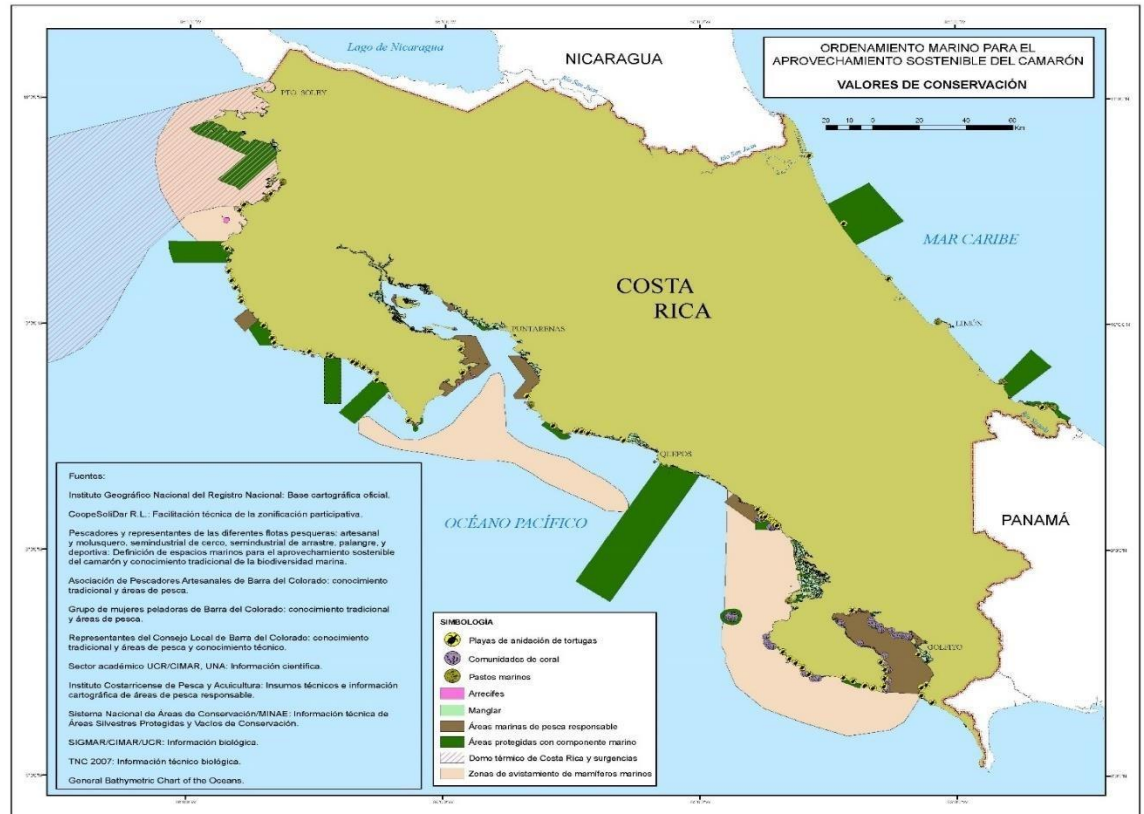 ORDENAMIENTO MARINO PARA EL
APROVECHAMIENTO SOSTENIBLE DEL CAMARÓN
VALORES DE CONSERVACIÓN
20 10 0 20 40 60
Km
Lago de Nicaragua
NICARAGUA
Río San Juan
Río San Juan
PTO. SOLEY
MAR CARIBE
COSTA
RICA
PUNTARENAS
LIMÓN
QUEPOS
OCÉANO PACÍFICO
PANAMÁ
GOLFITO
Fuentes:
Instituto Geográfico Nacional del Registro Nacional: Base cartográfica oficial.
CoopeSoliDar R.L.: Facilitación técnica de la zonificación participativa.
Pescadores y representantes de las diferentes flotas pesqueras: artesanal
y molusquero, semindustrial de cerco, semindustrial de arrastre, palangre, y
deportiva: Definición de espacios marinos para el aprovechamiento sostenible
del camarón y conocimiento tradicional de la biodiversidad marina.
Asociación de Pescadores Artesanales de Barra del Colorado: conocimiento
tradicional y áreas de pesca.
Grupo de mujeres peladoras de Barra del Colorado: conocimiento tradicional
y áreas de pesca.
Representantes del Consejo Local de Barra del Colorado: conocimiento
tradicional y áreas de pesca y conocimiento técnico.
Sector académico UCR/CIMAR, UNA: Información científica.
Instituto Costarricense de Pesca y Acuicultura: Insumos técnicos e información
cartográfica de áreas de pesca responsable.
Sistema Nacional de Áreas de Conservación/MINAE: Información técnica de
Áreas Silvestres Protegidas y Vacíos de Conservación.
SIGMAR/CIMAR/UCR: Información biológica.
TNC 2007: Información técnico biológica.
General Bathymetric Chart of the Oceans.
SIMBOLOGÍA
Playas de anidación de tortugas
Comunidades de coral
Pastos marinos
Arrecifes
Manglar
Áreas marinas de pesca responsable
Áreas protegidas con componente marino
Domo térmico de Costa Rica y surgencias
Zonas de avistamiento de mamíferos marinos